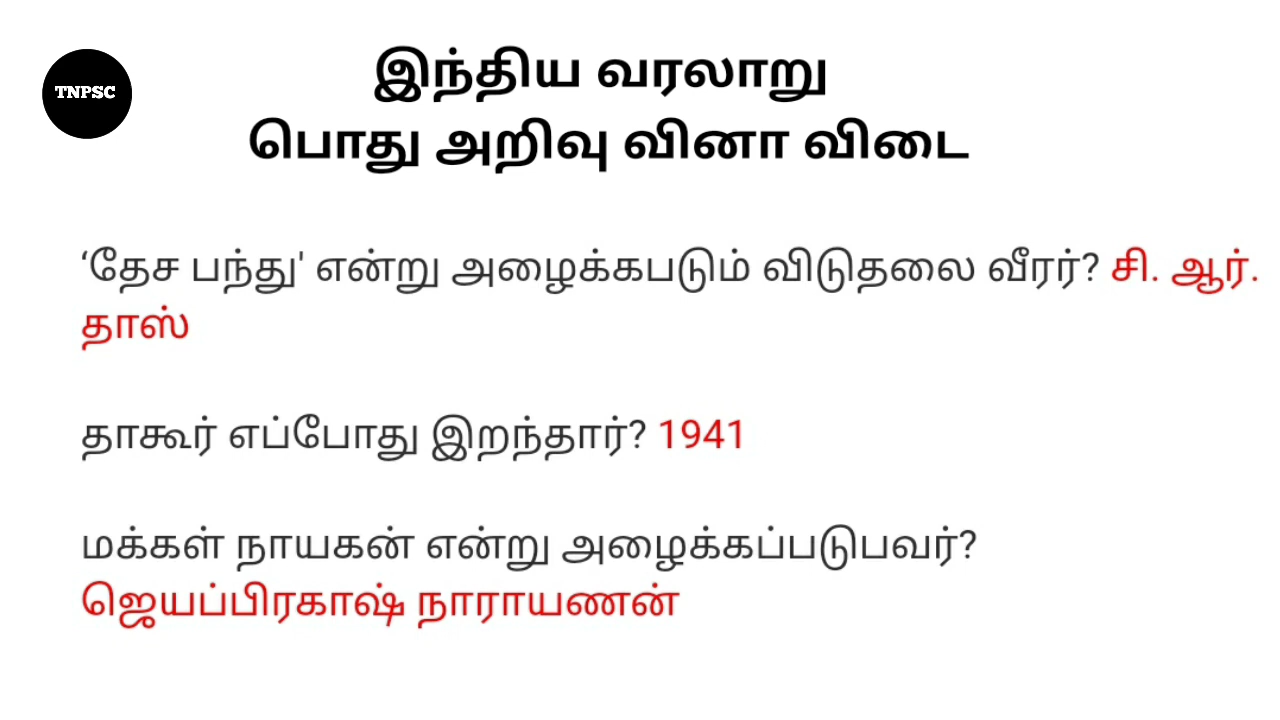 TNPSC
இந்திய வரலாறு
பொது அறிவு வினா விடை
‘தேச பந்து' என்று அழைக்கபடும் விடுதலை வீரர்? சி. ஆர்.
தாஸ்
தாகூர் எப்போது இறந்தார்? 1941
மக்கள் நாயகன் என்று அழைக்கப்படுபவர்?
ஜெயப்பிரகாஷ் நாராயணன்